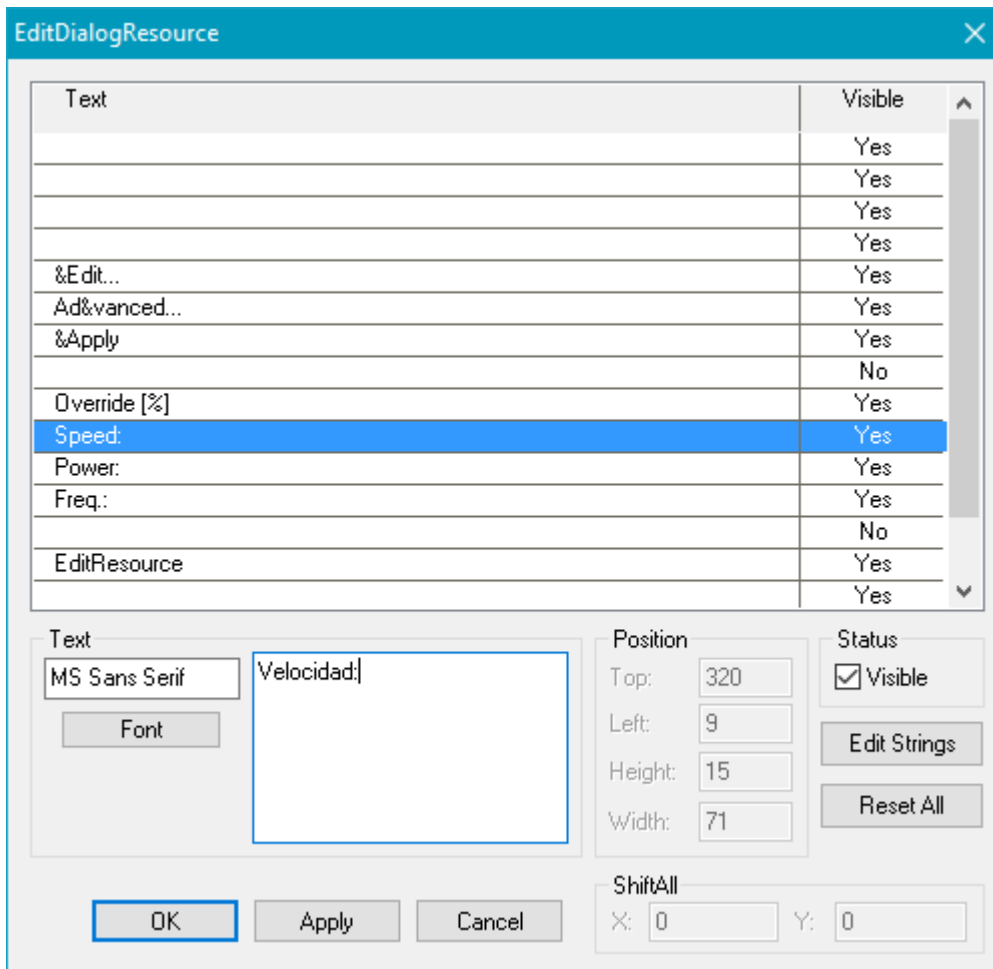 EditDialogResource
Text Visible
Yes
Yes
Yes
Yes
&Edit... Yes
Ad&vanced... Yes
&Apply Yes
No
Override [%] Yes
Speed: Yes
Power: Yes
Freq.: Yes
No
EditResource Yes
Yes
Text Position Status
MS Sans Serif Velocidad: Top: 320 Visible
Font Left: 9 Edit Strings
Height: 15 Reset All
Width: 71
ShiftAll
OK Apply Cancel X: 0 Y: 0